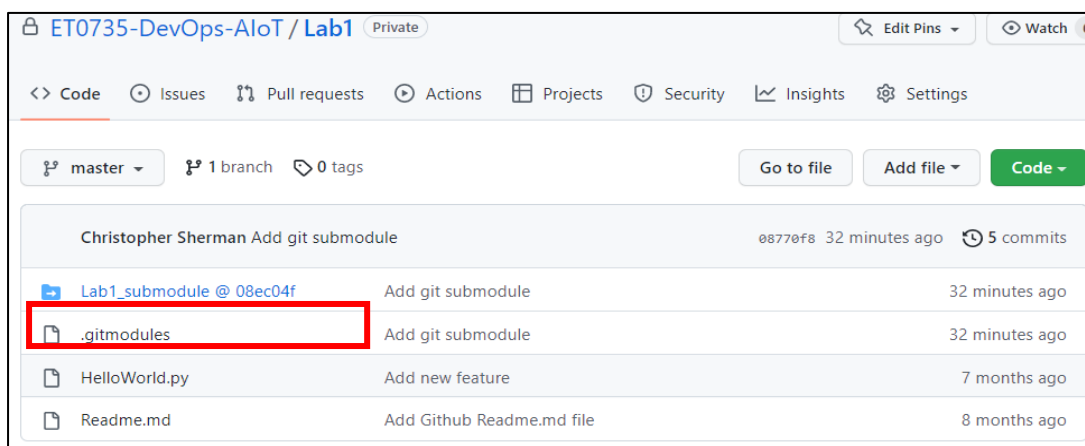 ET0735-DevOps-AIoT / Lab1 Private Edit Pins Watch
Code Issues Pull requests Actions Projects Security Insights Settings
master 1 branch 0 tags Go to file Add file Code
Christopher Sherman Add git submodule 08770f8 32 minutes ago 5 commits
Lab1_submodule @ 08ec04f Add git submodule 32 minutes ago
.gitmodules Add git submodule 32 minutes ago
HelloWorld.py Add new feature 7 months ago
Readme.md Add Github Readme.md file 8 months ago